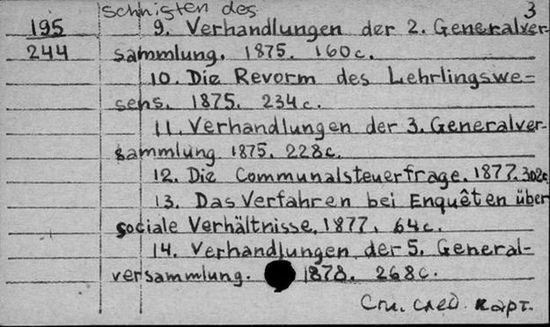 Schriften des
3
195
244
9. Verhandlungen der 2. Generalver-
sammlung. 1875. 160 с.
10. Die Revorm des Lehrlingswe-
sens. 1875. 234 с.
11. Verhandlungen der 3. Generalver-
sammlung 1875. 228 с.
12. Die Communalsteuerfrage. 1877. 302 с.
13. Das Verfahren bei Enquêten über
sociale Verhältnisse. 1877. 64 с.
14. Verhandlungen der 5. General-
versammlung. 1878. 268 с.
См. след. карт.